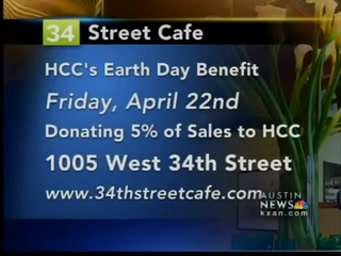 34 Street Cafe
HCC's Earth Day Benefit
Friday, April 22nd
Donating 5% of Sales to HCC
1005 West 34th Street
www.34thstreetcafe.com
AUSTIN
NEWS
kxan.com